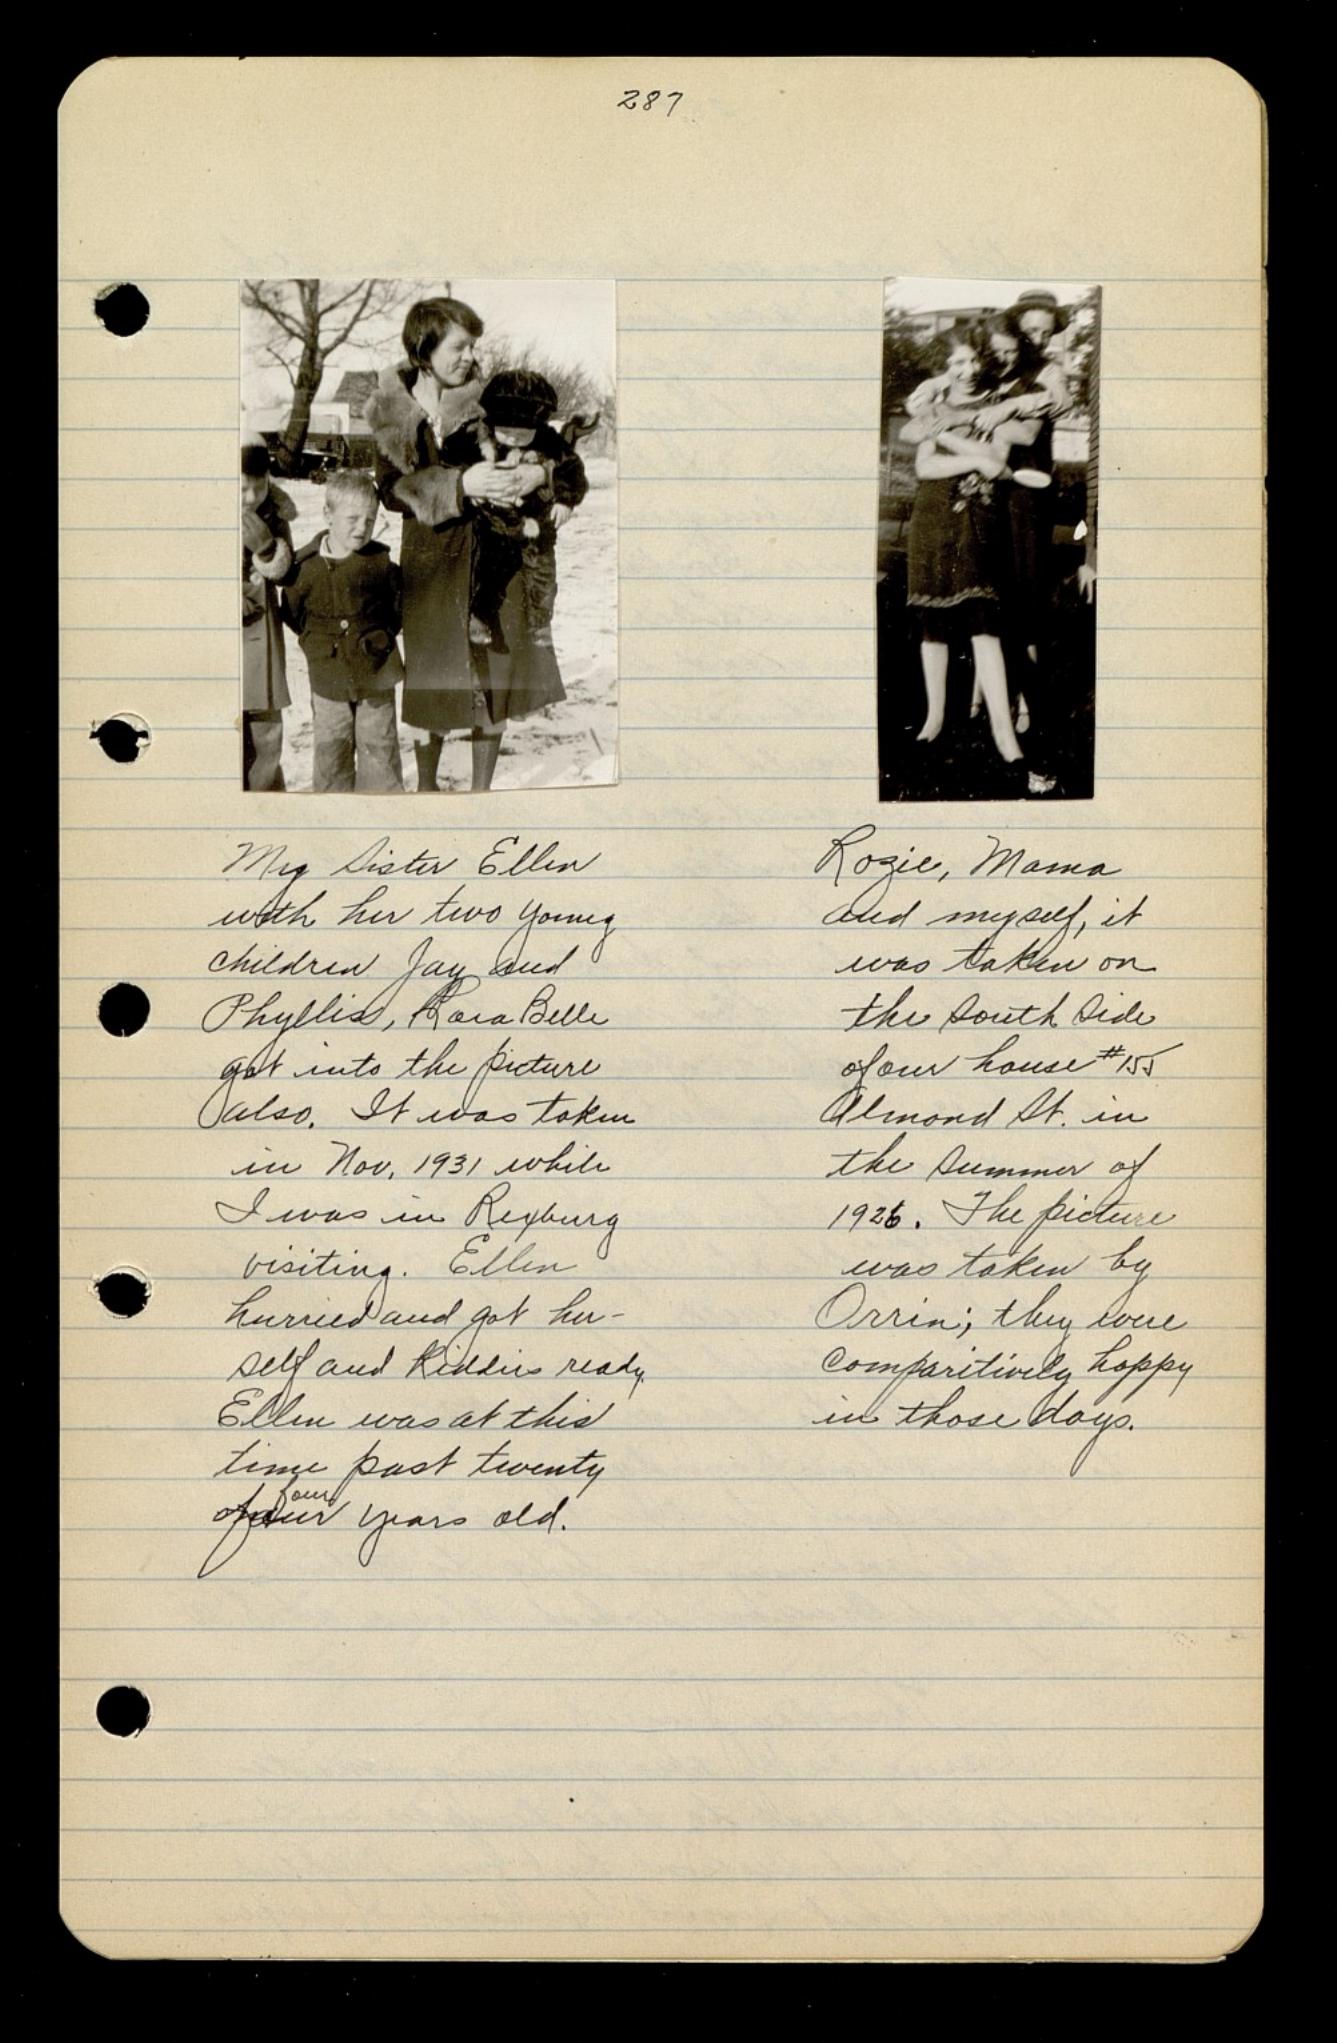 287
My Sister Ellen
with her two young
children Jay and
Phyllis, Rora Belle
got into the picture
also. It was taken
in Nov. 1931 while
I was in Rexburg
visiting. Ellen
hurried and got her-
self and Kiddies ready.
Ellen was at this
time past twenty
four years old.
Rozie, Mama
and myself, it
was taken on
the South Side
of our house #155
Almond St. in
the Summer of
1926. The picture
was taken by
Orrin; they were
comparitively happy
in those days.